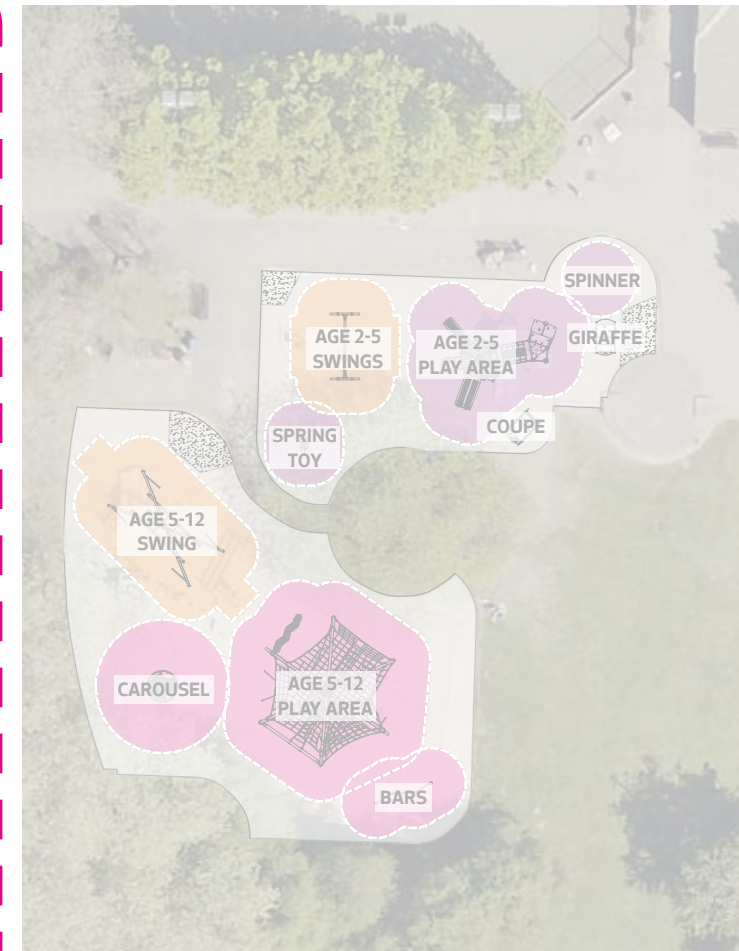 SPINNER
AGE 2-5
SWINGS
AGE 2-5
PLAY AREA
GIRAFFE
COUPE
SPRING
TOY
AGE 5-12
SWING
CAROUSEL
AGE 5-12
PLAY AREA
BARS